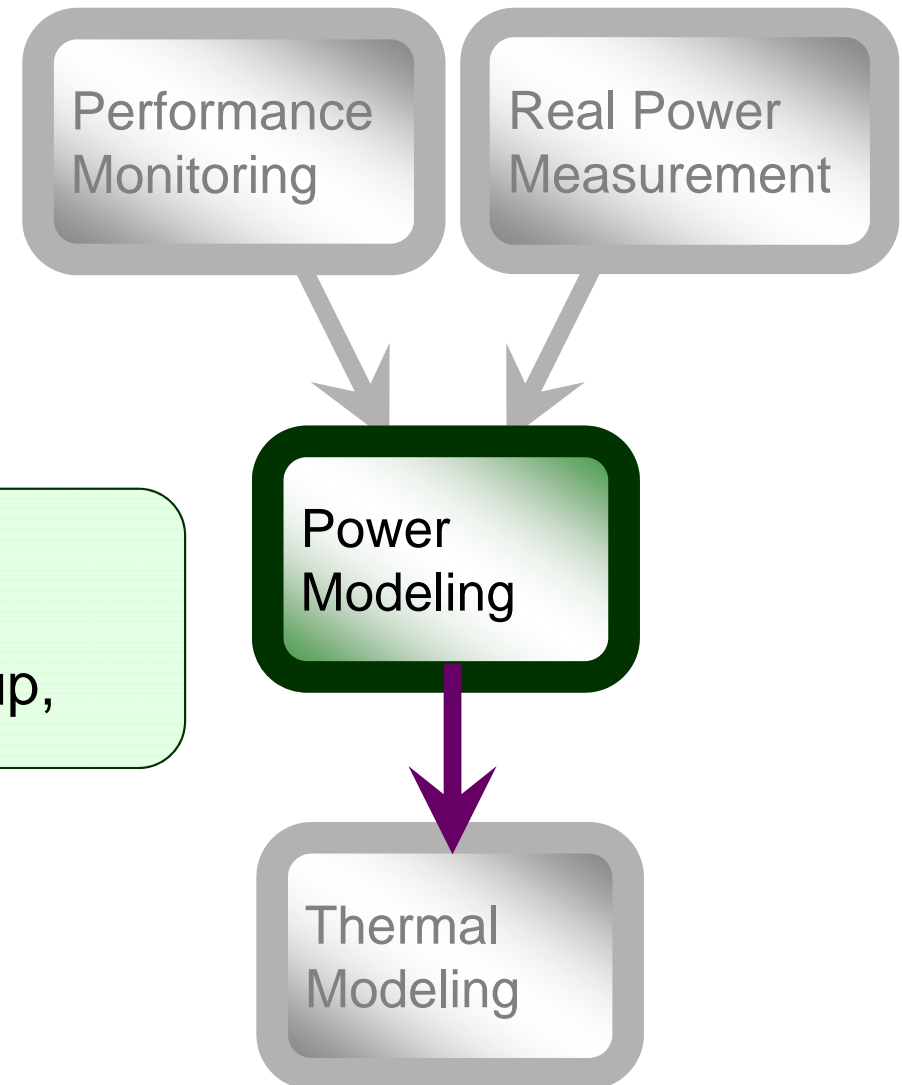 Performance
Monitoring
Real Power
Measurement
Power
Modeling
Thermal
Modeling